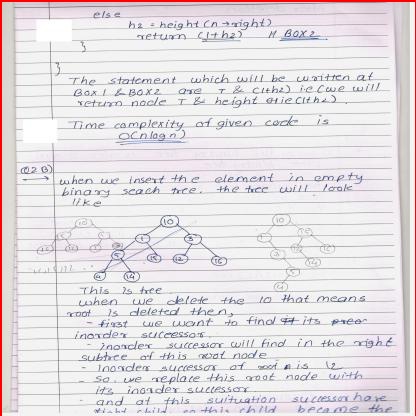 else
h2 = height(n→right)
return (1+h2) // BOX2
}
}
The statement which will be written at
BOX1 & BOX2 are T & (1+h2) i.e (we will
return node T & height (1+h2).
Time complexity of given code is
O(nlogn)
Q2B) when we insert the element in empty
binary seach tree. the tree will look
like
10
1 3
5 15 12 16
4 14
10
15
14
4
This is tree.
when we delete the 10 that means
root is deleted then,
- first we want to find its
inorder successor.
- inorder successor will find in the right
subtree of this root node
- inorder successor of root is 12
- so, we replace this root node with
its inorder successor
- and at this suituation successor have
right child, so this child became the